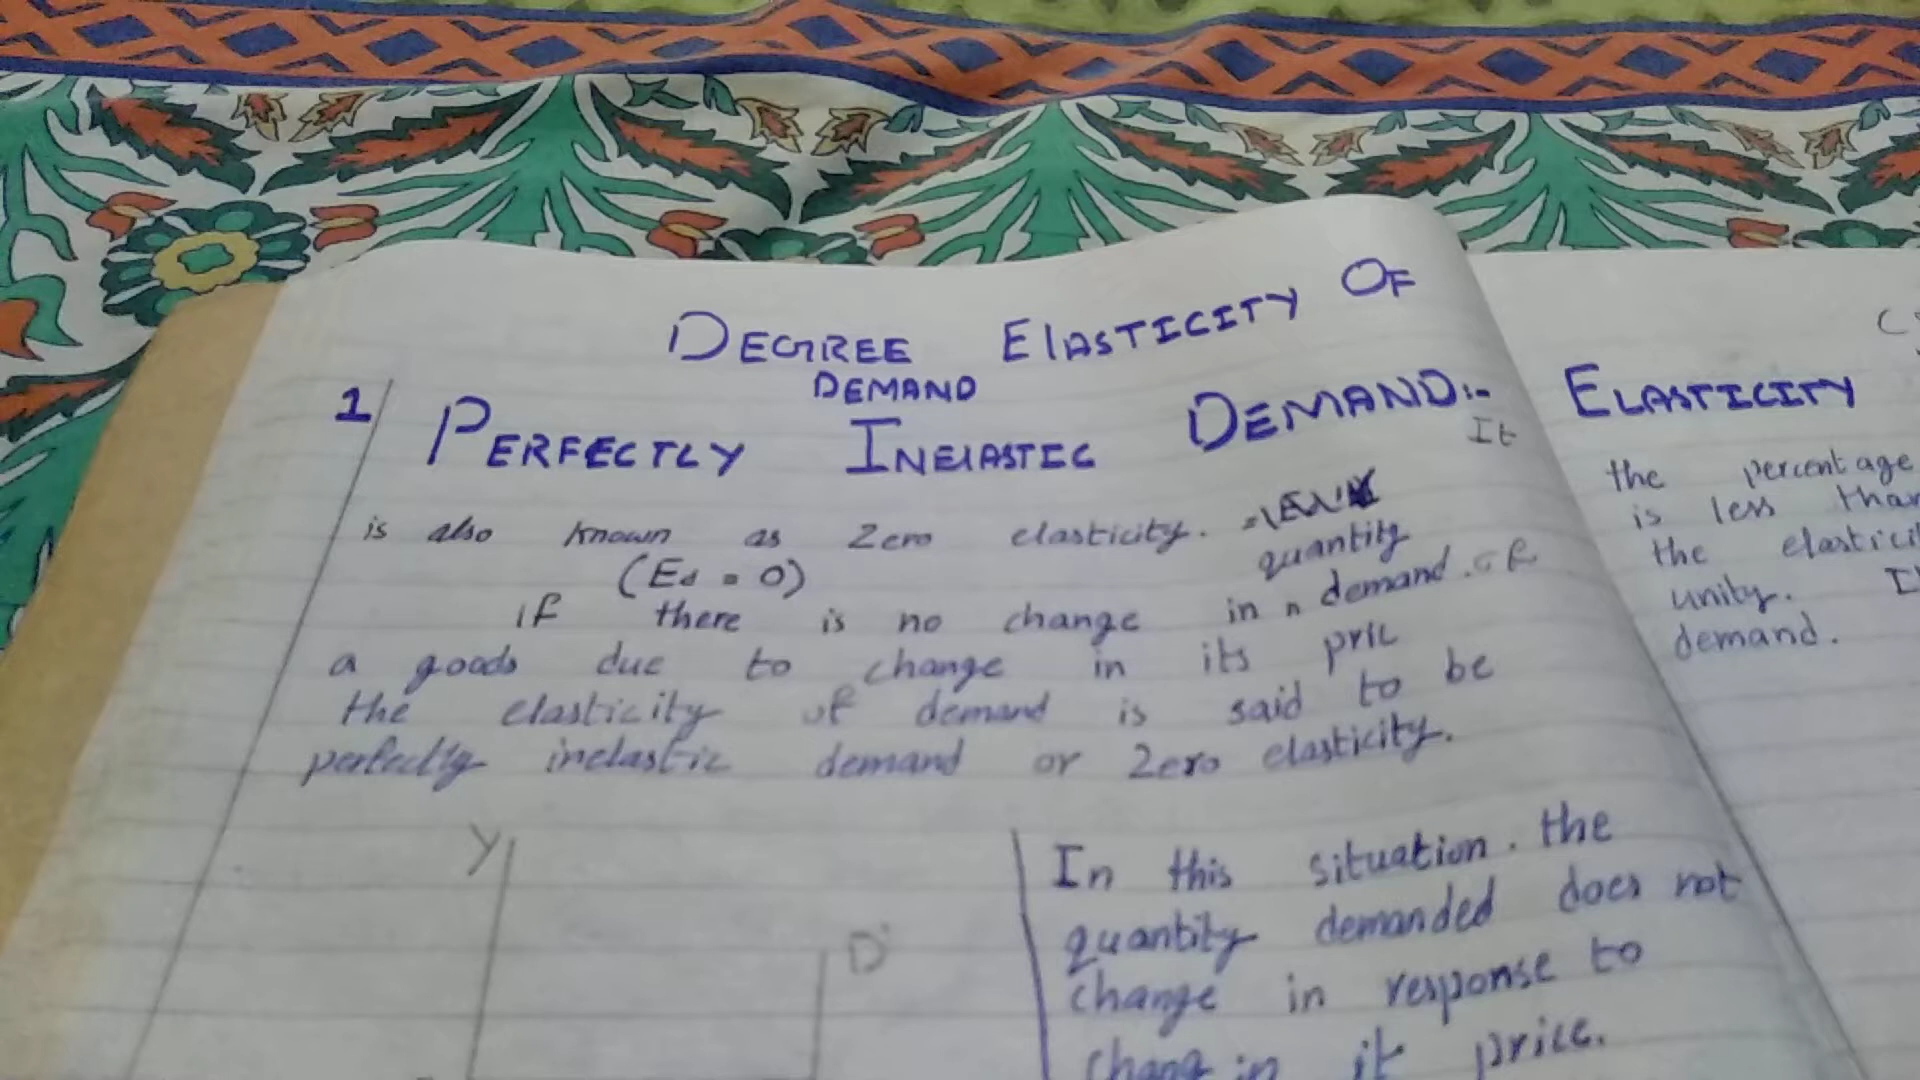 DEGREE ELASTICITY OF
DEMAND
1 PERFECTLY INELASTIC DEMAND:-
It
is also known as Zero elasticity.
(Ed = 0)
quantity
if there is no change in demand of
a goods due to change in its pric
the elasticity of demand is said to be
perfectly inelastic demand or Zero elasticity.
Y
D'
In this situation. the
quantity demanded does not
change in response to
chang in it price.
ELASTICITY
the percentage
is less
the
unity.
demand.